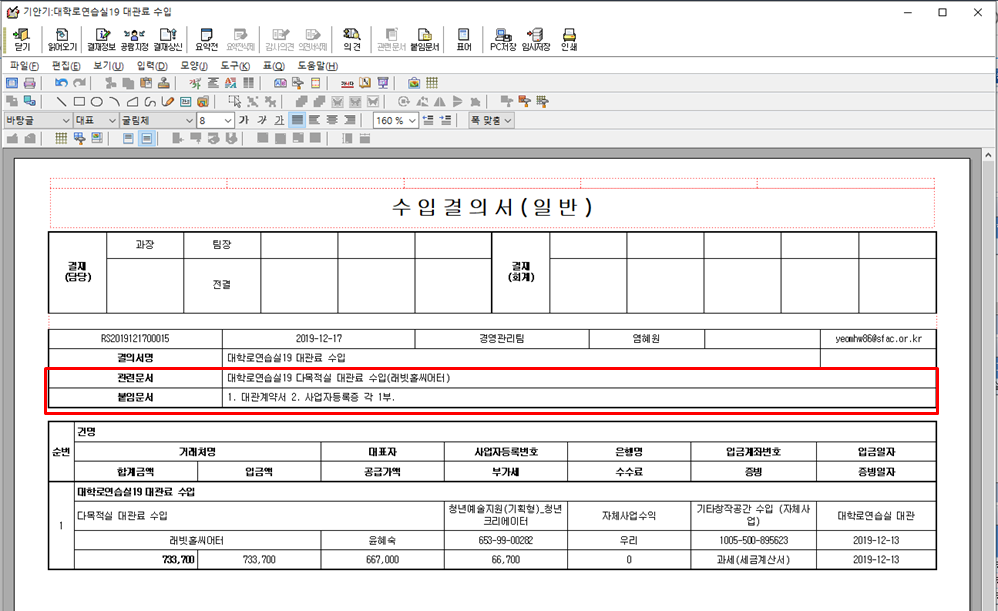 기안기:대학로연습실19 대관료 수입
닫기 읽어오기 결재정보 공람지정 결재상신 요약전 요약전삭제 감사의견 의견삭제 의견 관련문서 붙임문서 표머 PC저장 임시저장 인쇄
파일(F) 편집(E) 보기(U) 입력(D) 모양(J) 도구(K) 표(Q) 도움말(H)
바탕글 대표 굴림체 8 가 가 가 160 % 폭 맞춤
수 입 결 의 서 ( 일 반 )
결재 (담당) 과장 팀장 결재 (회계)
전결
RS2019121700015 2019-12-17 경영관리팀 염혜원 yeomhw86@sfac.or.kr
결의서명 대학로연습실19 대관료 수입
관련문서 대학로연습실19 다목적실 대관료 수입(래빗홀씨어터)
붙임문서 1. 대관계약서 2. 사업자등록증 각 1부.
순번 건명
거래처명 대표자 사업자등록번호 은행명 입금계좌번호 입금일자
합계금액 입금액 공급가액 부가세 수수료 증빙 증빙일자
1 대학로연습실19 대관료 수입
다목적실 대관료 수입 청년예술지원(기획형)_청년 크리에이터 자체사업수익 기타창작공간 수입 (자체사업) 대학로연습실 대관
래빗홀씨어터 윤혜숙 653-99-00282 우리 1005-500-895623 2019-12-13
733,700 733,700 667,000 66,700 0 과세(세금계산서) 2019-12-13